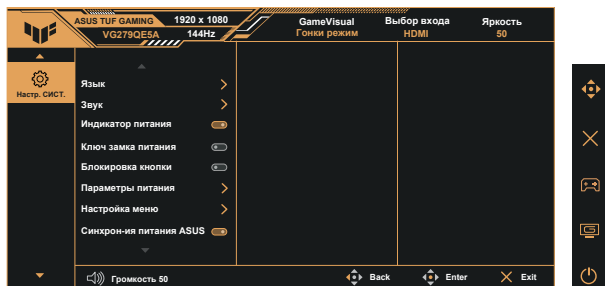 ASUS TUF GAMING 1920 x 1080 GameVisual Выбор входа Яркость
VG279QE5A 144Hz Гонки режим HDMI 50
Настр. СИСТ.
Язык
Звук
Индикатор питания
Ключ замка питания
Блокировка кнопки
Параметры питания
Настройка меню
Синхрон-ия питания ASUS
Громкость 50 Back Enter Exit